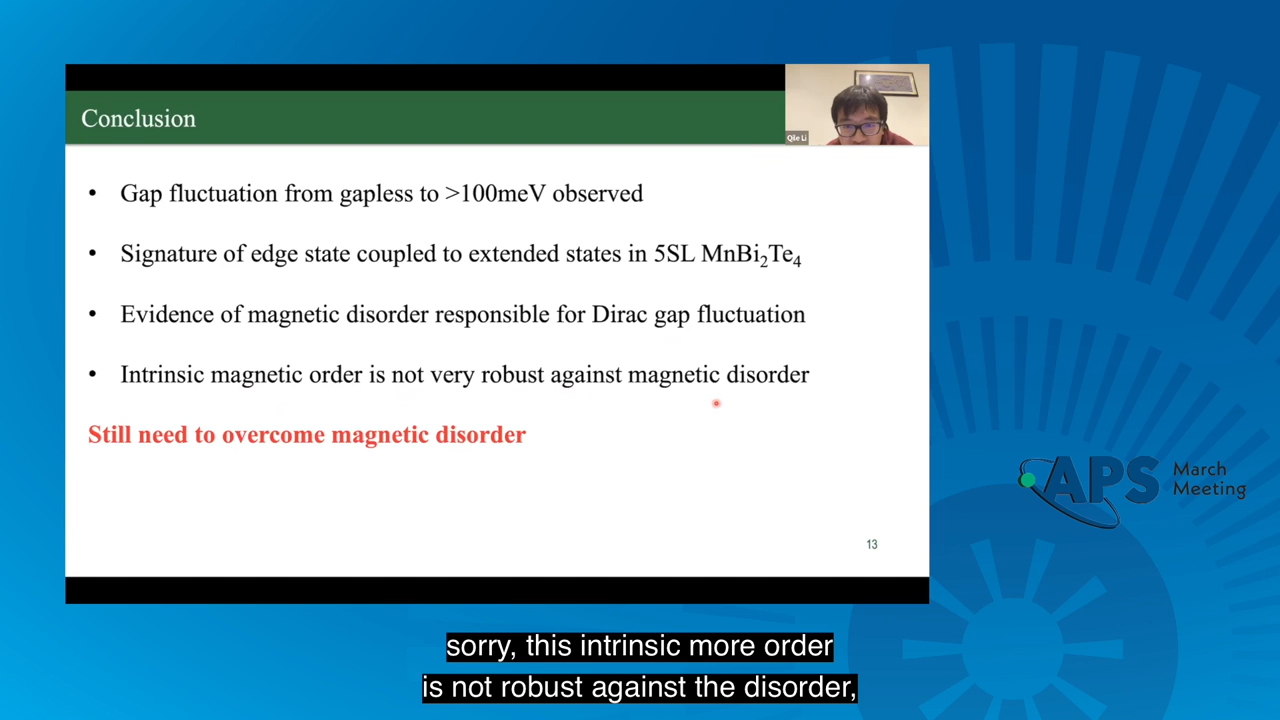 Conclusion
Qile Li
• Gap fluctuation from gapless to >100meV observed
• Signature of edge state coupled to extended states in 5SL MnBi₂Te₄
• Evidence of magnetic disorder responsible for Dirac gap fluctuation
• Intrinsic magnetic order is not very robust against magnetic disorder
Still need to overcome magnetic disorder
13
APS March
Meeting
sorry, this intrinsic more order
is not robust against the disorder,